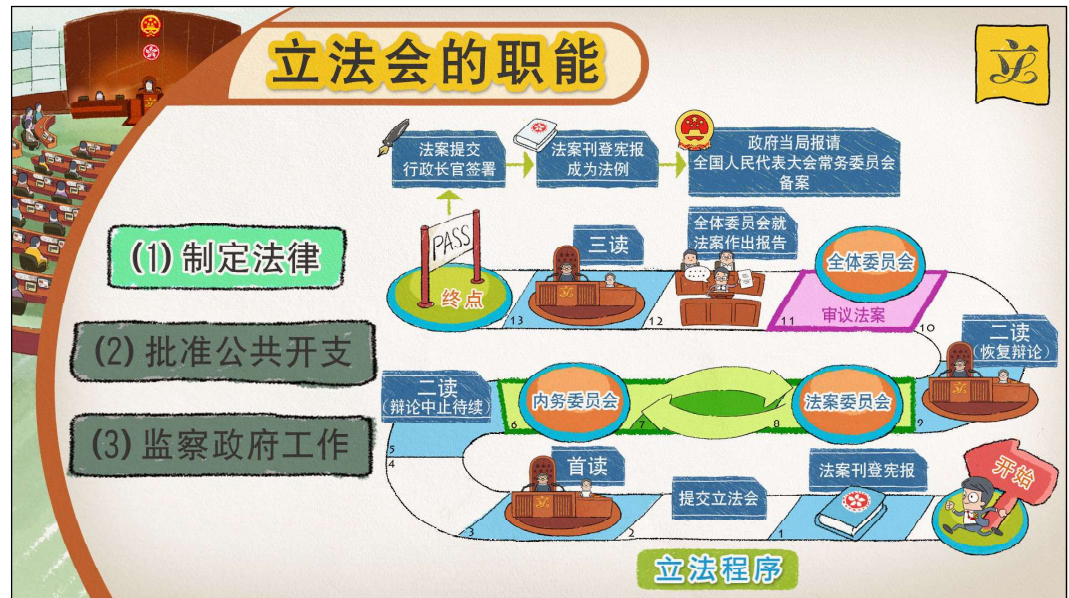 立法会的职能
立
法案提交
行政长官签署
法案刊登宪报
成为法例
政府当局报请
全国人民代表大会常务委员会
备案
(1) 制定法律
(2) 批准公共开支
(3) 监察政府工作
PASS
终点
13
三读
12
全体委员会就
法案作出报告
全体委员会
审议法案
11
10
二读
(恢复辩论)
二读
(辩论中止待续)
内务委员会
法案委员会
6
7
8
9
5
4
首读
3
2
提交立法会
法案刊登宪报
1
开始
立法程序